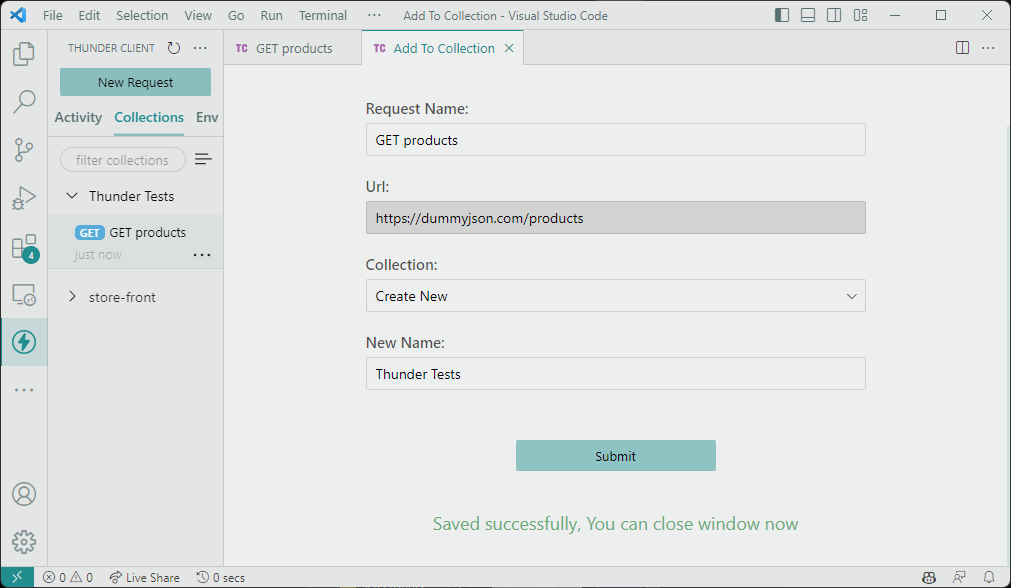 File Edit Selection View Go Run Terminal ··· Add To Collection - Visual Studio Code
THUNDER CLIENT ···
TC GET products
TC Add To Collection
New Request
Activity Collections Env
filter collections
Thunder Tests
GET GET products
just now
store-front
4
Request Name:
GET products
Url:
https://dummyjson.com/products
Collection:
Create New
New Name:
Thunder Tests
Submit
Saved successfully, You can close window now
0 0 Live Share 0 secs